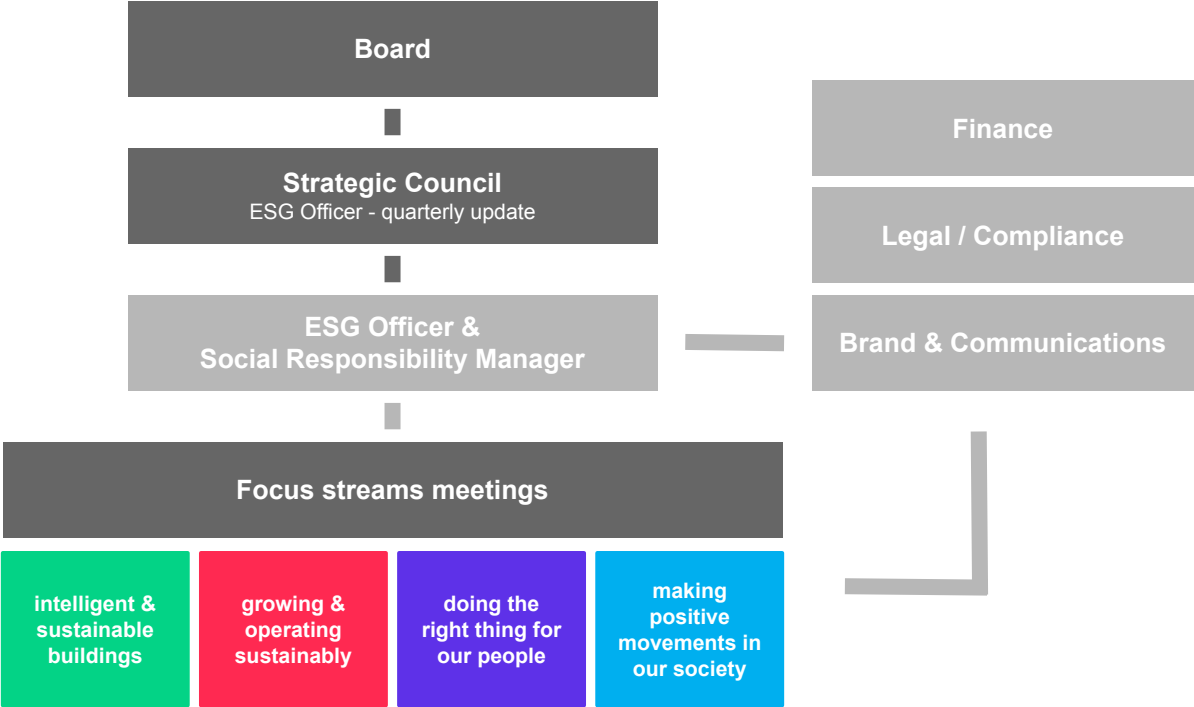 Board
Strategic Council
ESG Officer - quarterly update
ESG Officer &
Social Responsibility Manager
Finance
Legal / Compliance
Brand & Communications
Focus streams meetings
intelligent &
sustainable
buildings
growing &
operating
sustainably
doing the
right thing for
our people
making
positive
movements in
our society